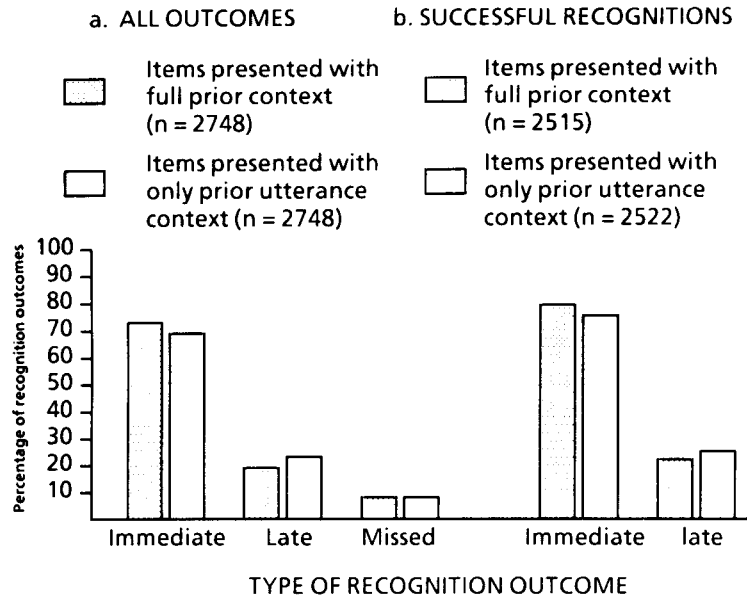 a. ALL OUTCOMES
Items presented with
full prior context
(n = 2748)
Items presented with
only prior utterance
context (n = 2748)
b. SUCCESSFUL RECOGNITIONS
Items presented with
full prior context
(n = 2515)
Items presented with
only prior utterance
context (n = 2522)
Percentage of recognition outcomes
100
90
80
70
60
50
40
30
20
10
Immediate Late Missed Immediate late
TYPE OF RECOGNITION OUTCOME